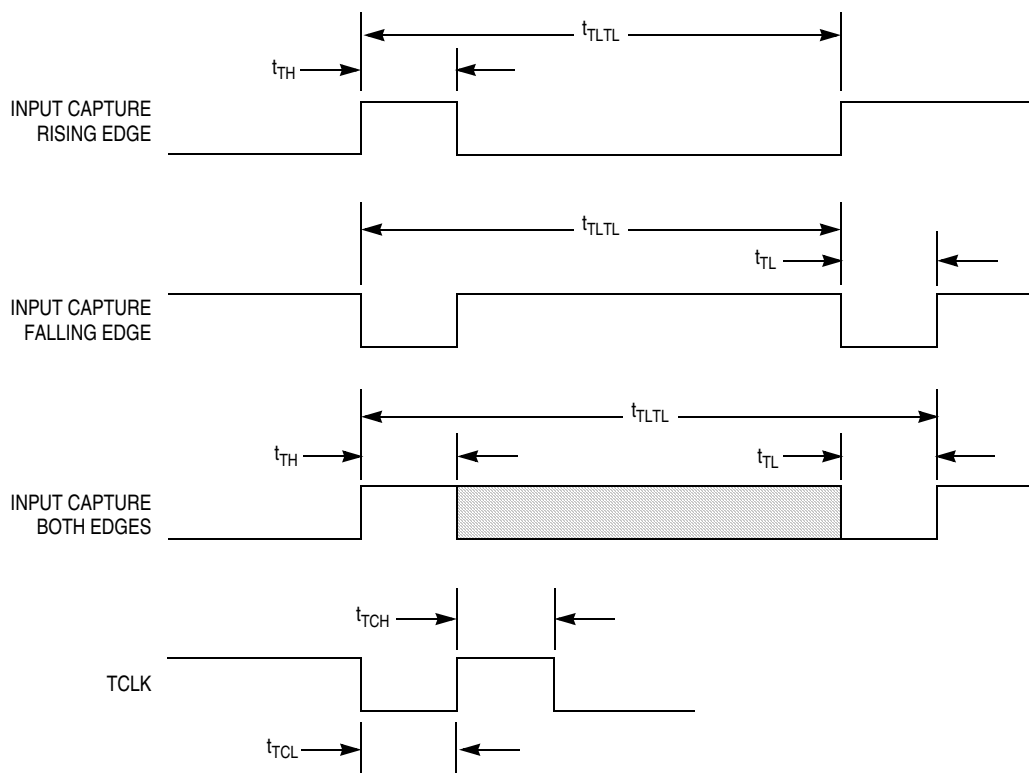 tTLTL
tTH
INPUT CAPTURE
RISING EDGE
tTLTL
tTL
INPUT CAPTURE
FALLING EDGE
tTLTL
tTH
tTL
INPUT CAPTURE
BOTH EDGES
tTCH
TCLK
tTCL